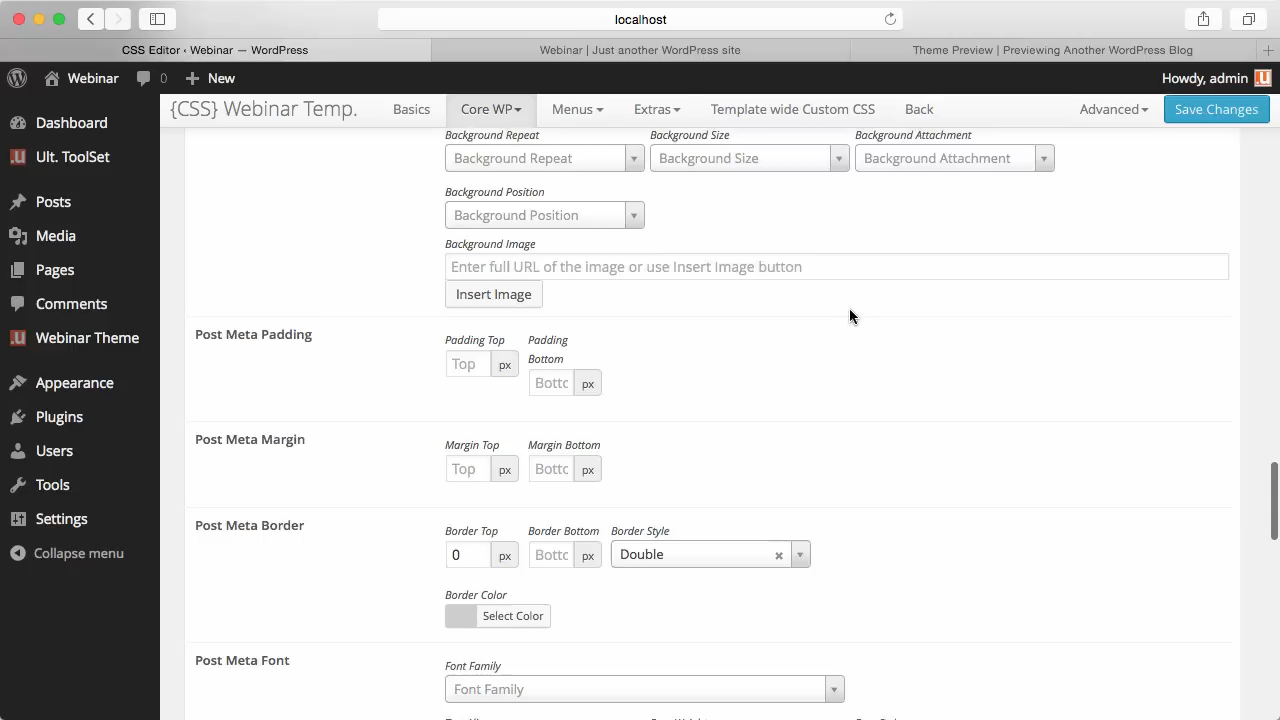 localhost
CSS Editor ‹ Webinar — WordPress
Webinar | Just another WordPress site
Theme Preview | Previewing Another WordPress Blog
Webinar
0
New
Howdy, admin
{CSS} Webinar Temp.
Basics
Core WP
Menus
Extras
Template wide Custom CSS
Back
Advanced
Save Changes
Dashboard
Ult. ToolSet
Posts
Media
Pages
Comments
Webinar Theme
Appearance
Plugins
Users
Tools
Settings
Collapse menu
Background Repeat
Background Size
Background Attachment
Background Repeat
Background Size
Background Attachment
Background Position
Background Position
Background Image
Enter full URL of the image or use Insert Image button
Insert Image
Post Meta Padding
Padding Top
Padding
Bottom
Top px
Botto px
Post Meta Margin
Margin Top
Margin Bottom
Top px
Botto px
Post Meta Border
Border Top
Border Bottom
Border Style
0 px
Botto px
Double
Border Color
Select Color
Post Meta Font
Font Family
Font Family